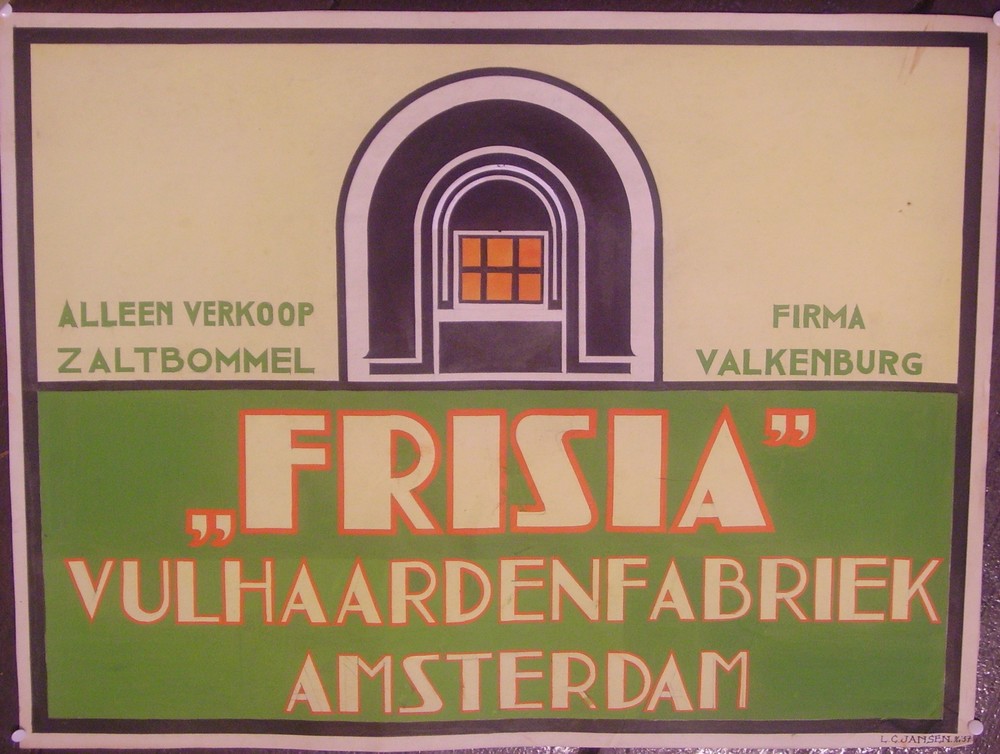 ALLEEN VERKOOP
ZALTBOMMEL
FIRMA
VALKENBURG
„FRISIA”
VULHAARDENFABRIEK
AMSTERDAM
L.C. JANSEN.